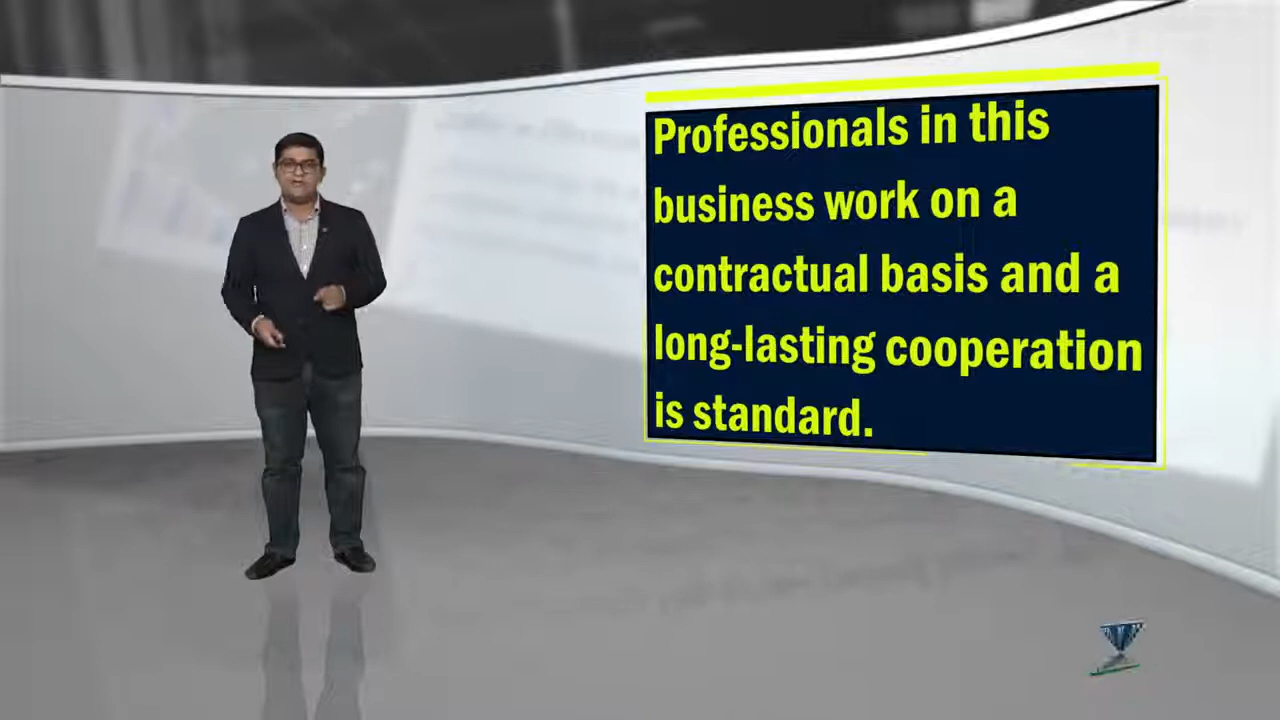 Professionals in this
business work on a
contractual basis and a
long-lasting cooperation
is standard.